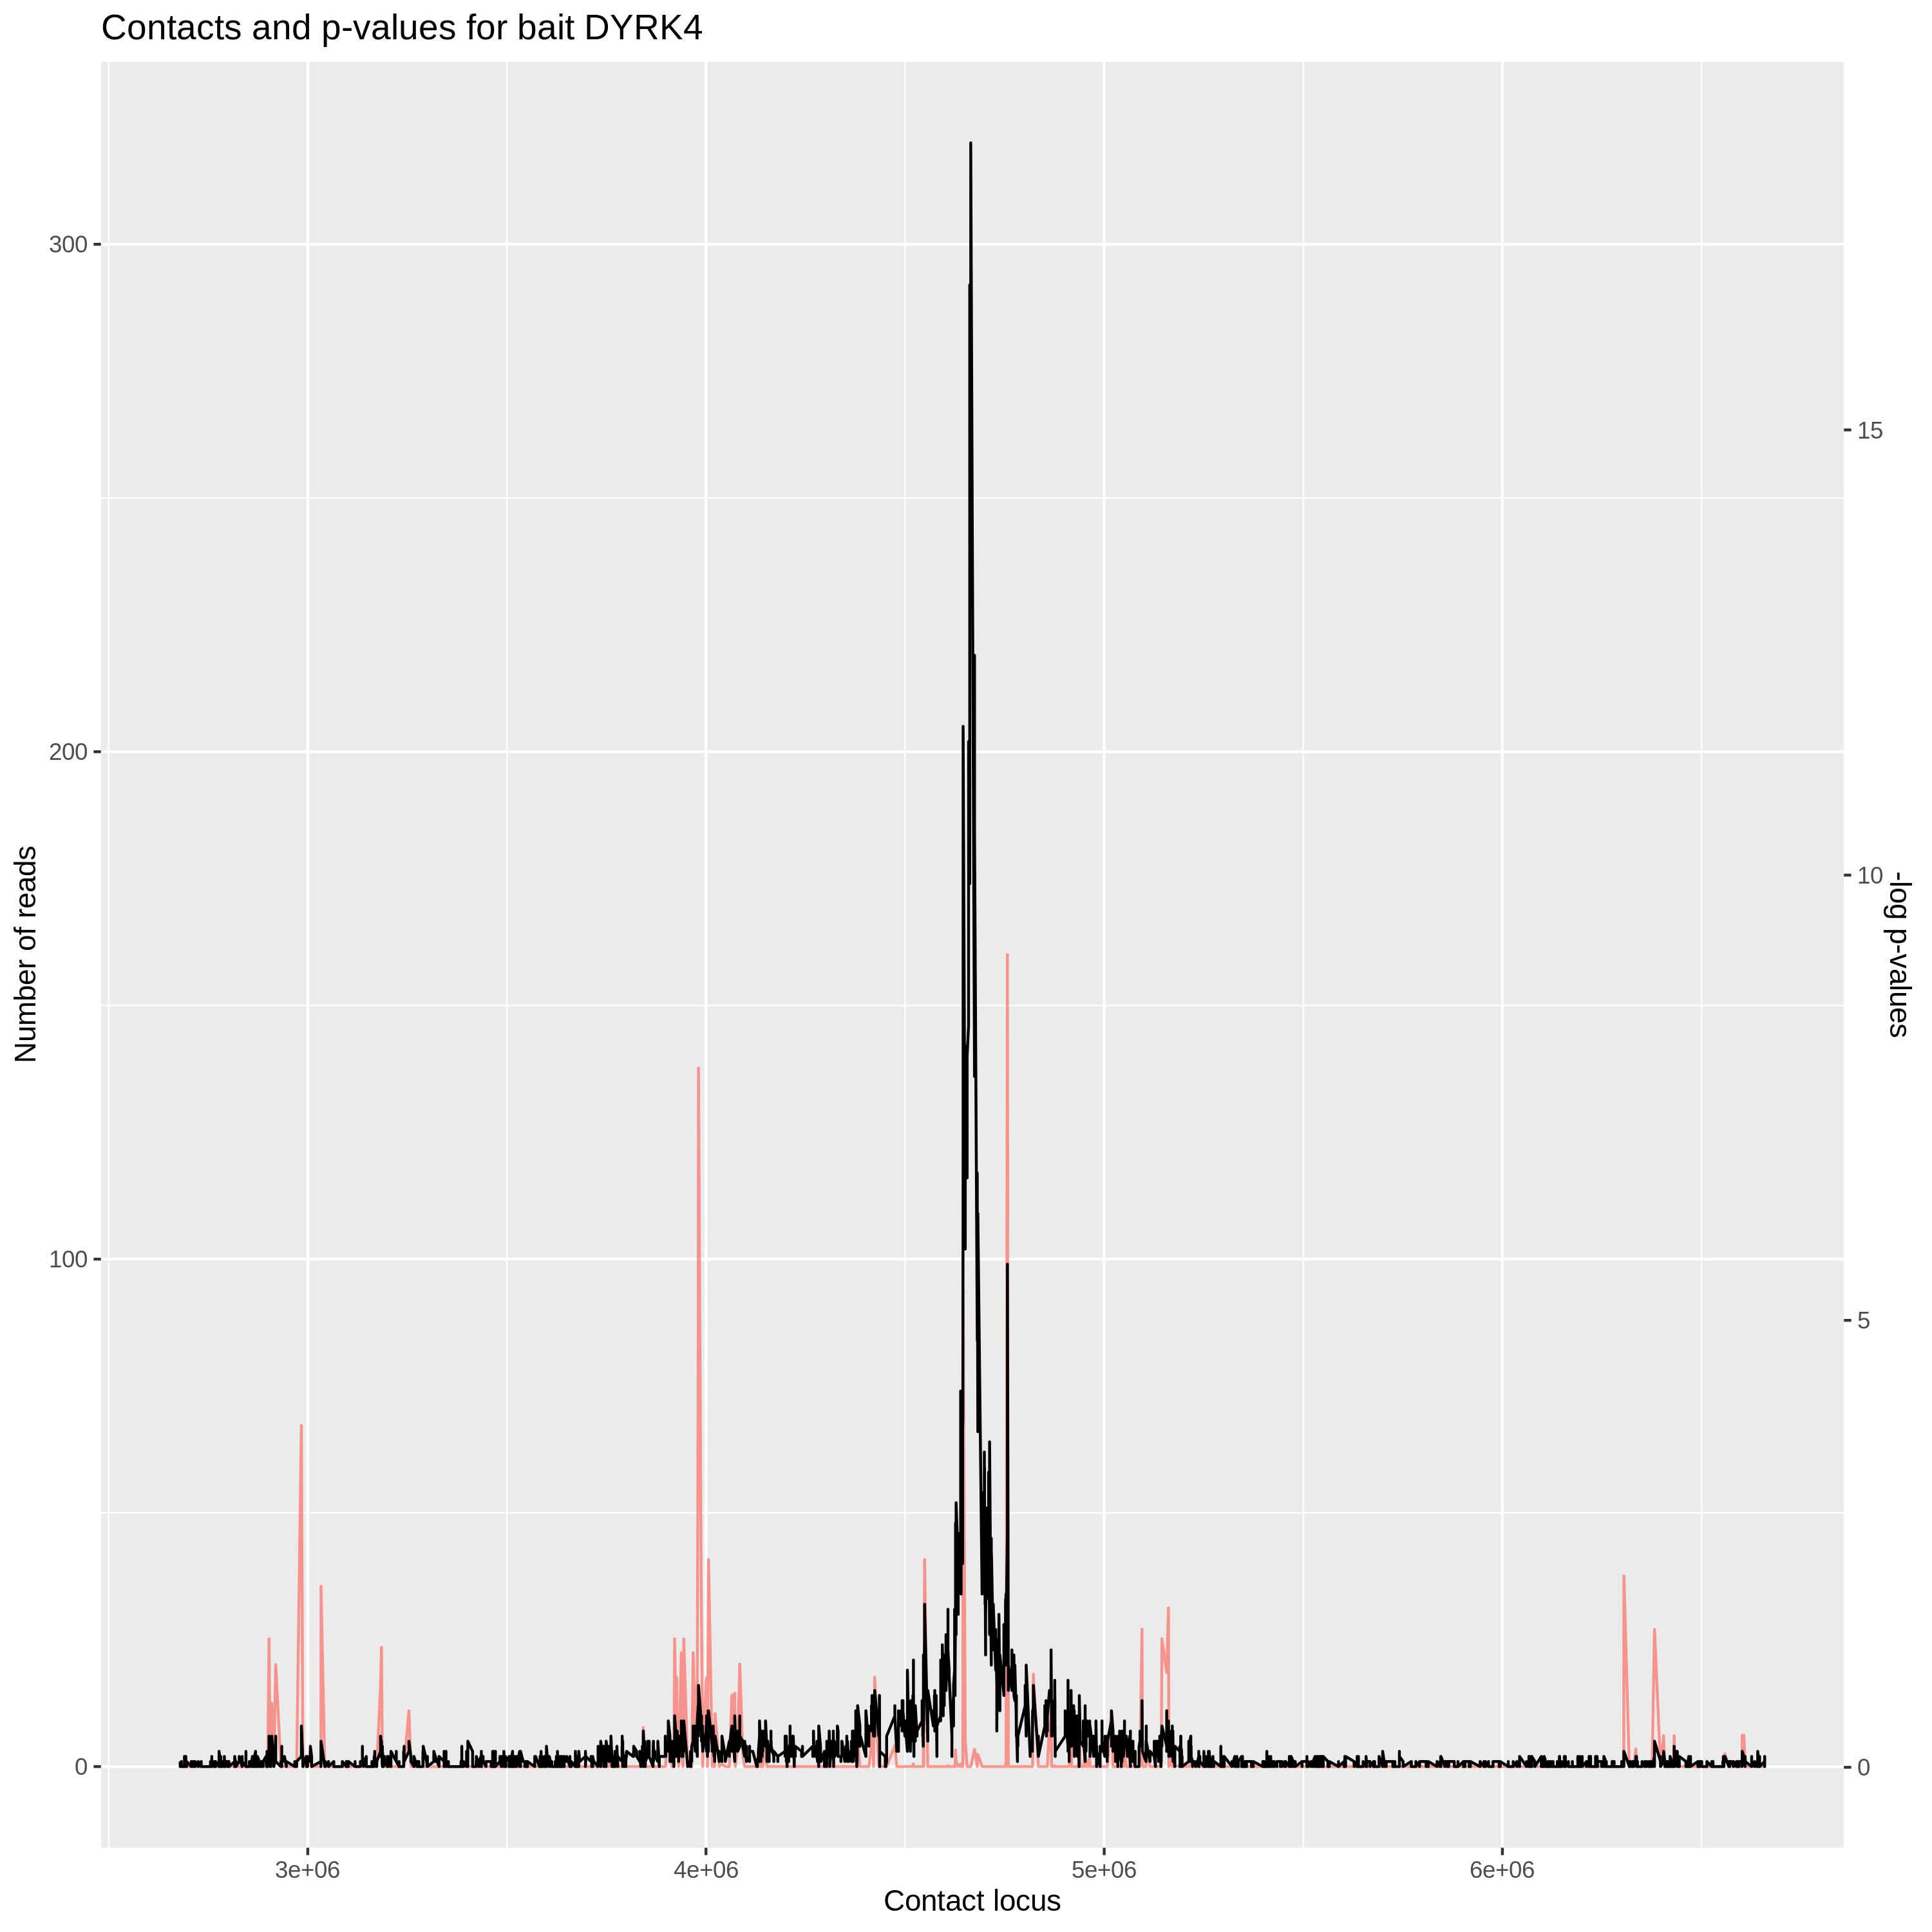 Contacts and p-values for bait DYRK4
300
200
100
0
Number of reads
15
10
5
0
-log p-values
3e+06
4e+06
5e+06
6e+06
Contact locus